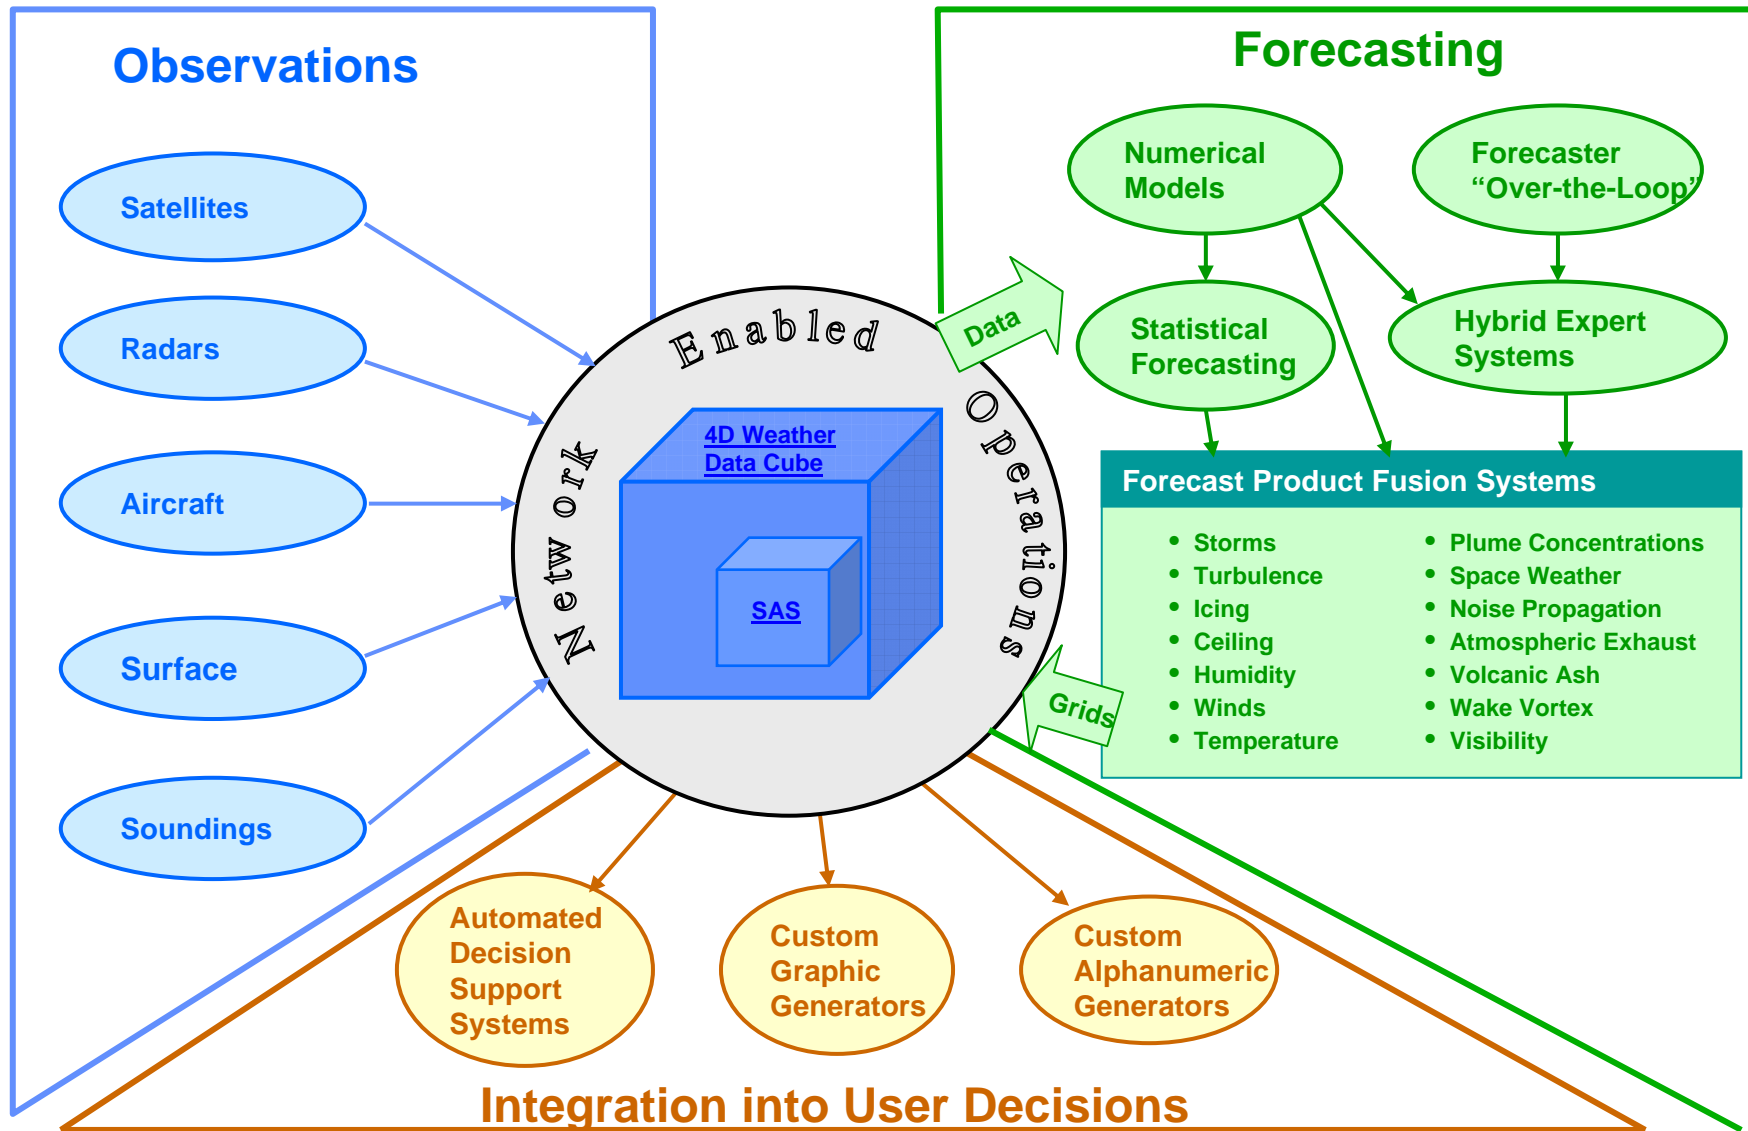 Observations
Satellites
Radars
Aircraft
Surface
Soundings
Network Enabled Operations
4D Weather
Data Cube
SAS
Data
Grids
Forecasting
Numerical
Models
Forecaster
“Over-the-Loop”
Statistical
Forecasting
Hybrid Expert
Systems
Forecast Product Fusion Systems
• Storms
• Turbulence
• Icing
• Ceiling
• Humidity
• Winds
• Temperature
• Plume Concentrations
• Space Weather
• Noise Propagation
• Atmospheric Exhaust
• Volcanic Ash
• Wake Vortex
• Visibility
Automated
Decision
Support
Systems
Custom
Graphic
Generators
Custom
Alphanumeric
Generators
Integration into User Decisions